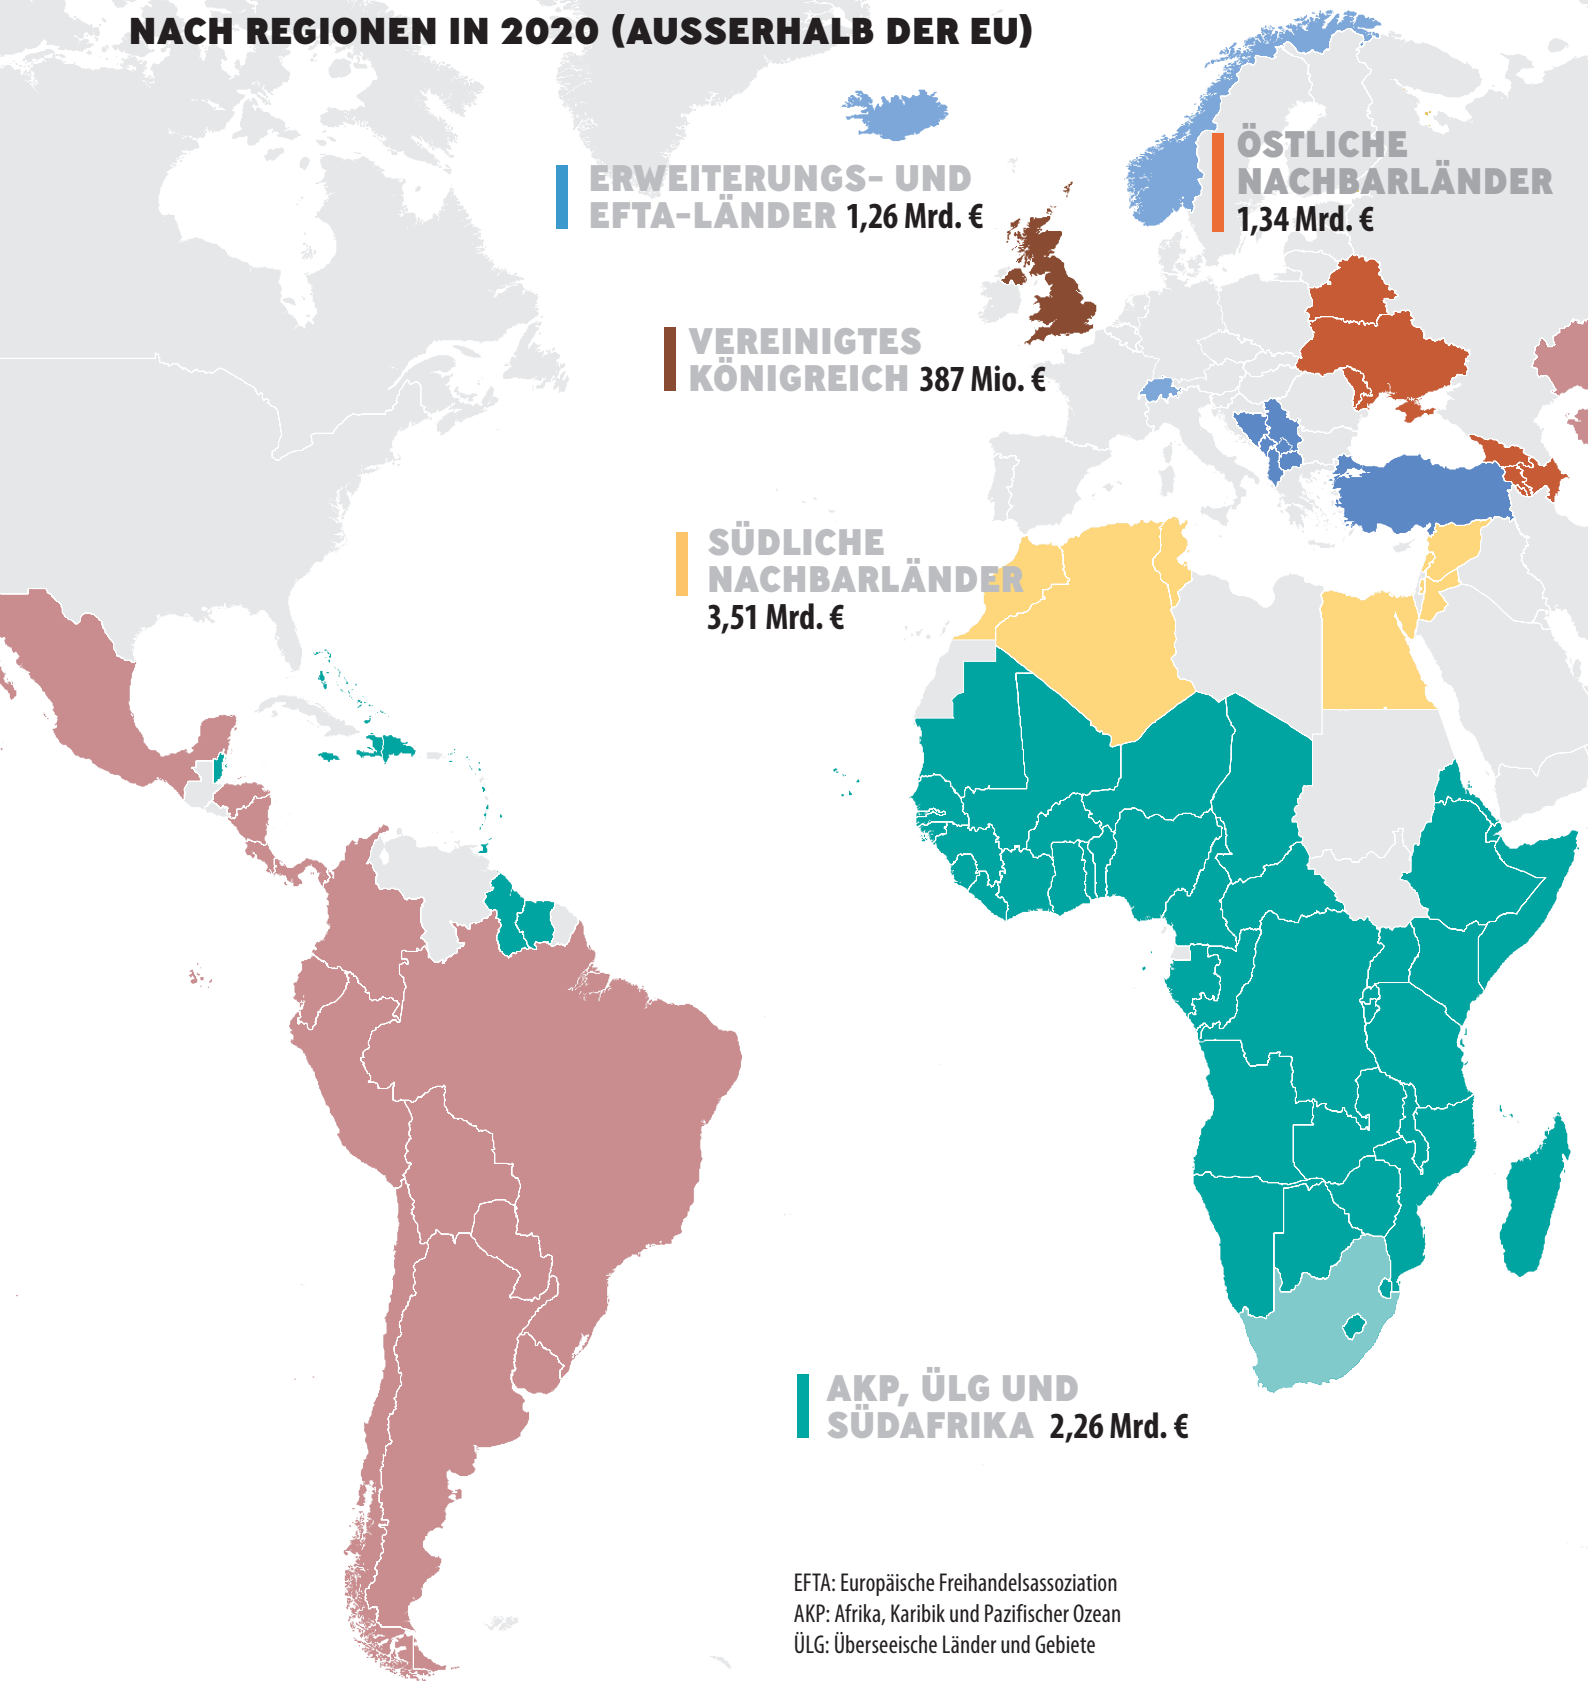 NACH REGIONEN IN 2020 (AUSSERHALB DER EU)
ÖSTLICHE
NACHBARLÄNDER
1,34 Mrd. €
ERWEITERUNGS- UND
EFTA-LÄNDER 1,26 Mrd. €
VEREINIGTES
KÖNIGREICH 387 Mio. €
SÜDLICHE
NACHBARLÄNDER
3,51 Mrd. €
AKP, ÜLG UND
SÜDAFRIKA 2,26 Mrd. €
EFTA: Europäische Freihandelsassoziation
AKP: Afrika, Karibik und Pazifischer Ozean
ÜLG: Überseeische Länder und Gebiete